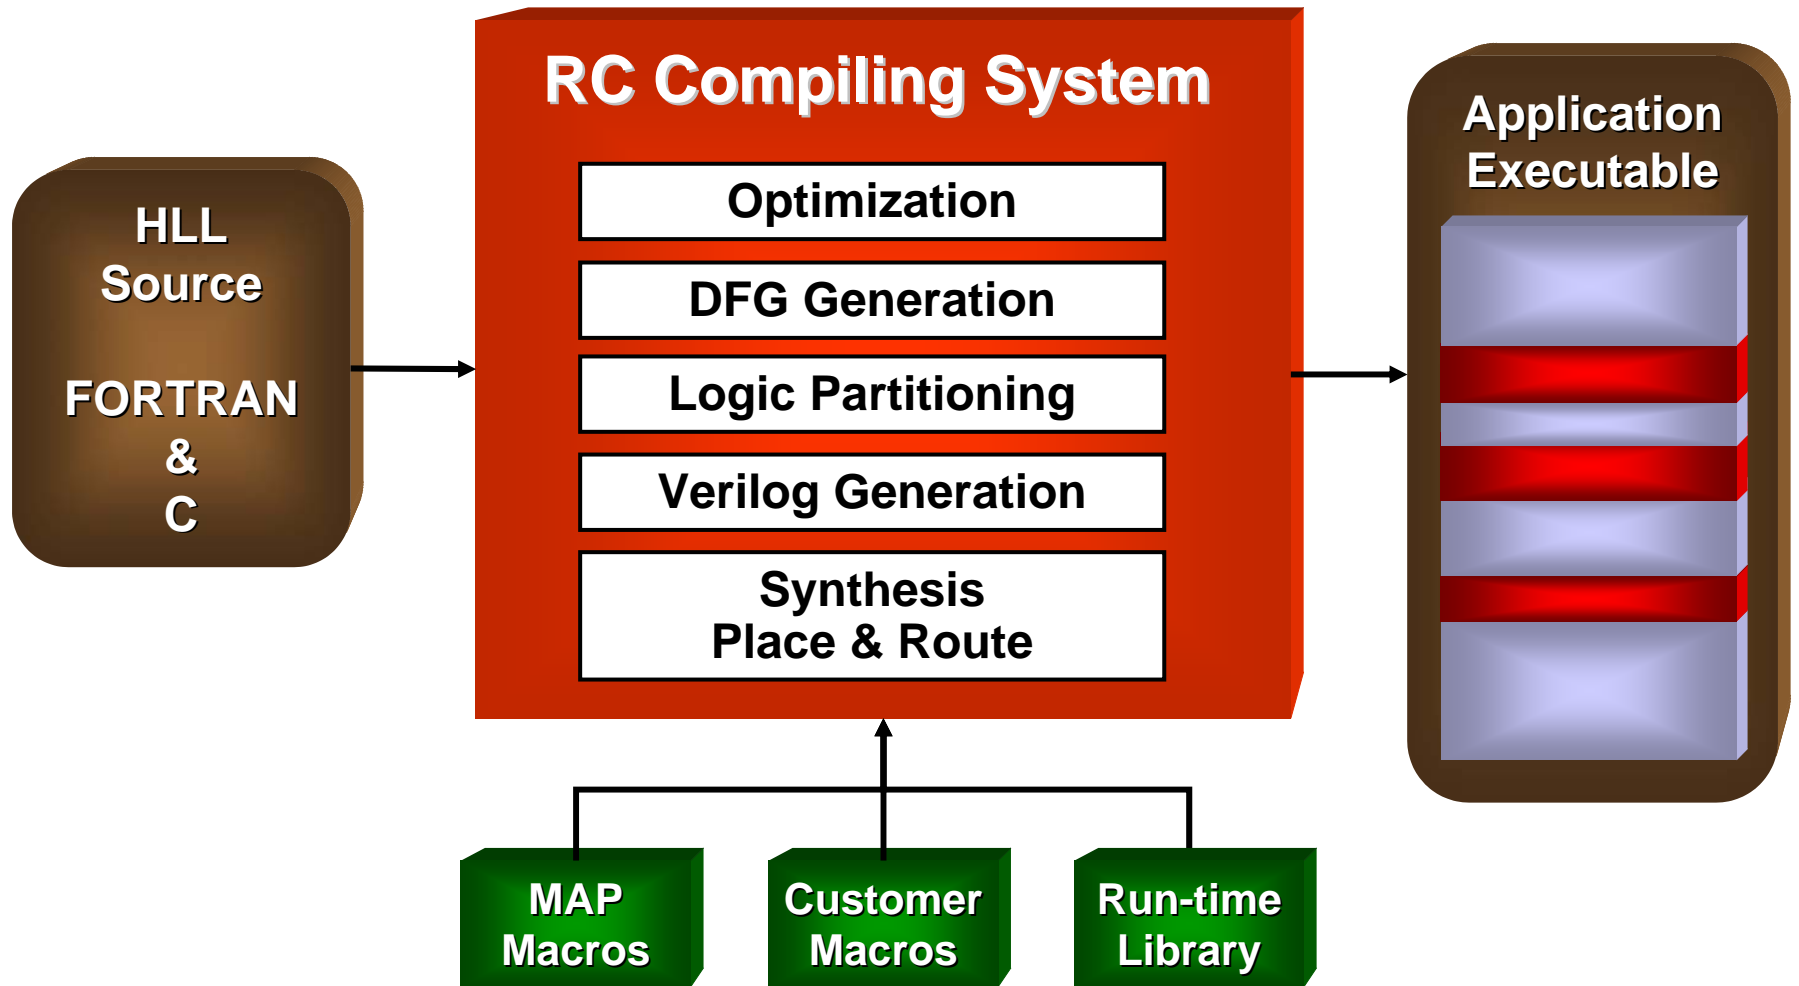 RC Compiling System
HLL
Source
FORTRAN
&
C
Optimization
DFG Generation
Logic Partitioning
Verilog Generation
Synthesis
Place & Route
Application
Executable
MAP
Macros
Customer
Macros
Run-time
Library